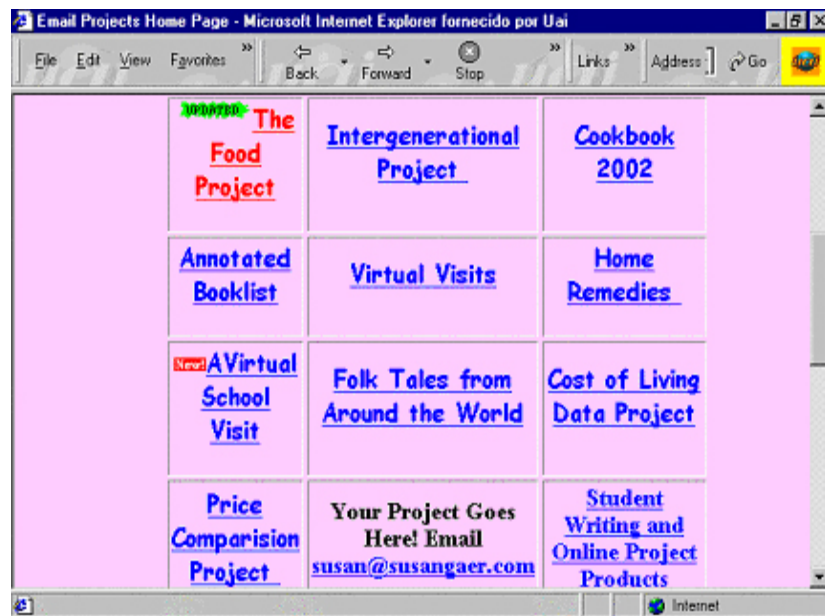 Email Projects Home Page - Microsoft Internet Explorer fornecido por Uai
File Edit View Favorites » Back Forward Stop » Links » Address Go
UPDATED The
Food
Project
Intergenerational
Project
Cookbook
2002
Annotated
Booklist
Virtual Visits
Home
Remedies
New! AVirtual
School
Visit
Folk Tales from
Around the World
Cost of Living
Data Project
Price
Comparision
Project
Your Project Goes
Here! Email
susan@susangaer.com
Student
Writing and
Online Project
Products
Internet